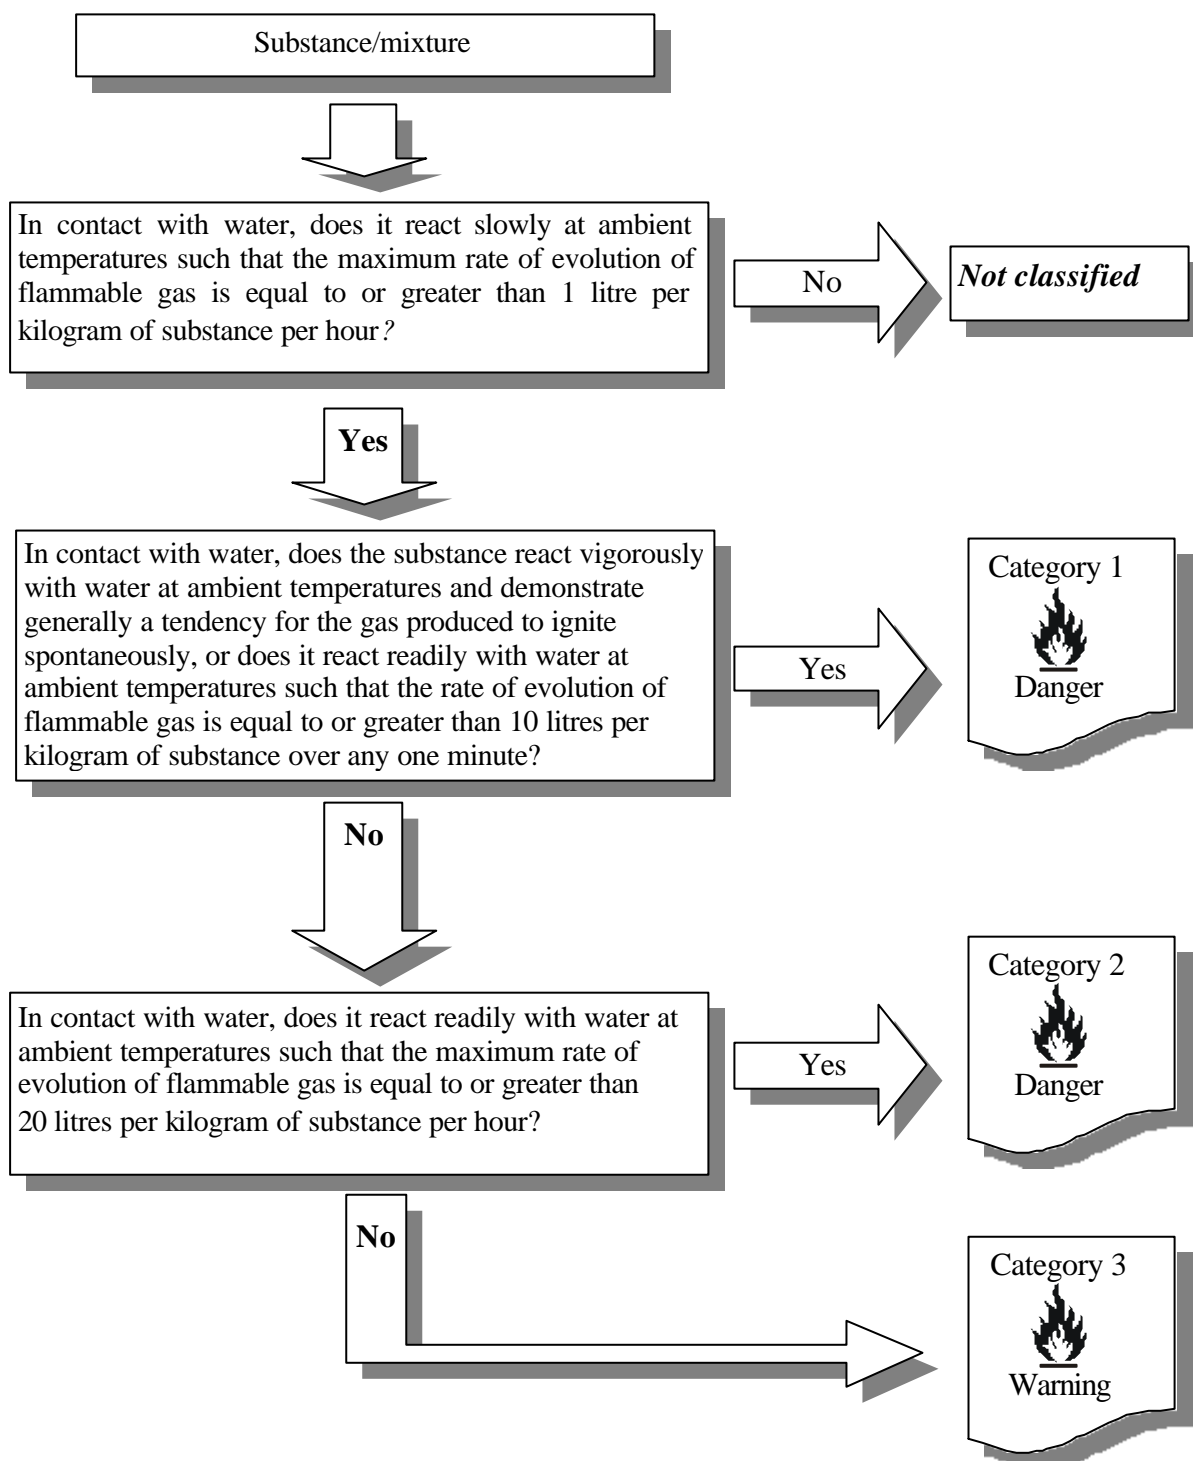 Substance/mixture
In contact with water, does it react slowly at ambient
temperatures such that the maximum rate of evolution of
flammable gas is equal to or greater than 1 litre per
kilogram of substance per hour?
No
Not classified
Yes
In contact with water, does the substance react vigorously
with water at ambient temperatures and demonstrate
generally a tendency for the gas produced to ignite
spontaneously, or does it react readily with water at
ambient temperatures such that the rate of evolution of
flammable gas is equal to or greater than 10 litres per
kilogram of substance over any one minute?
Yes
Category 1
Danger
No
In contact with water, does it react readily with water at
ambient temperatures such that the maximum rate of
evolution of flammable gas is equal to or greater than
20 litres per kilogram of substance per hour?
Yes
Category 2
Danger
No
Category 3
Warning